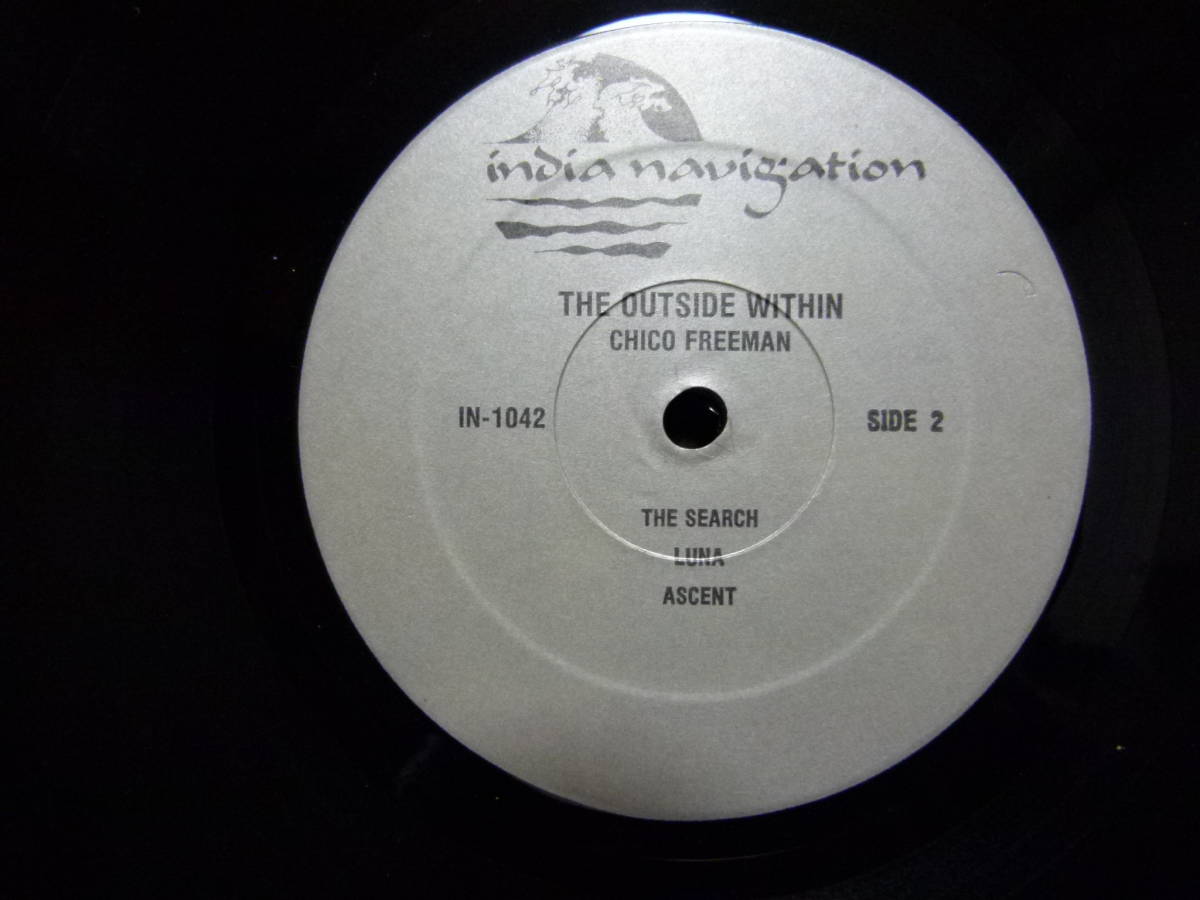 india navigation
THE OUTSIDE WITHIN
CHICO FREEMAN
IN-1042
SIDE 2
THE SEARCH
LUNA
ASCENT